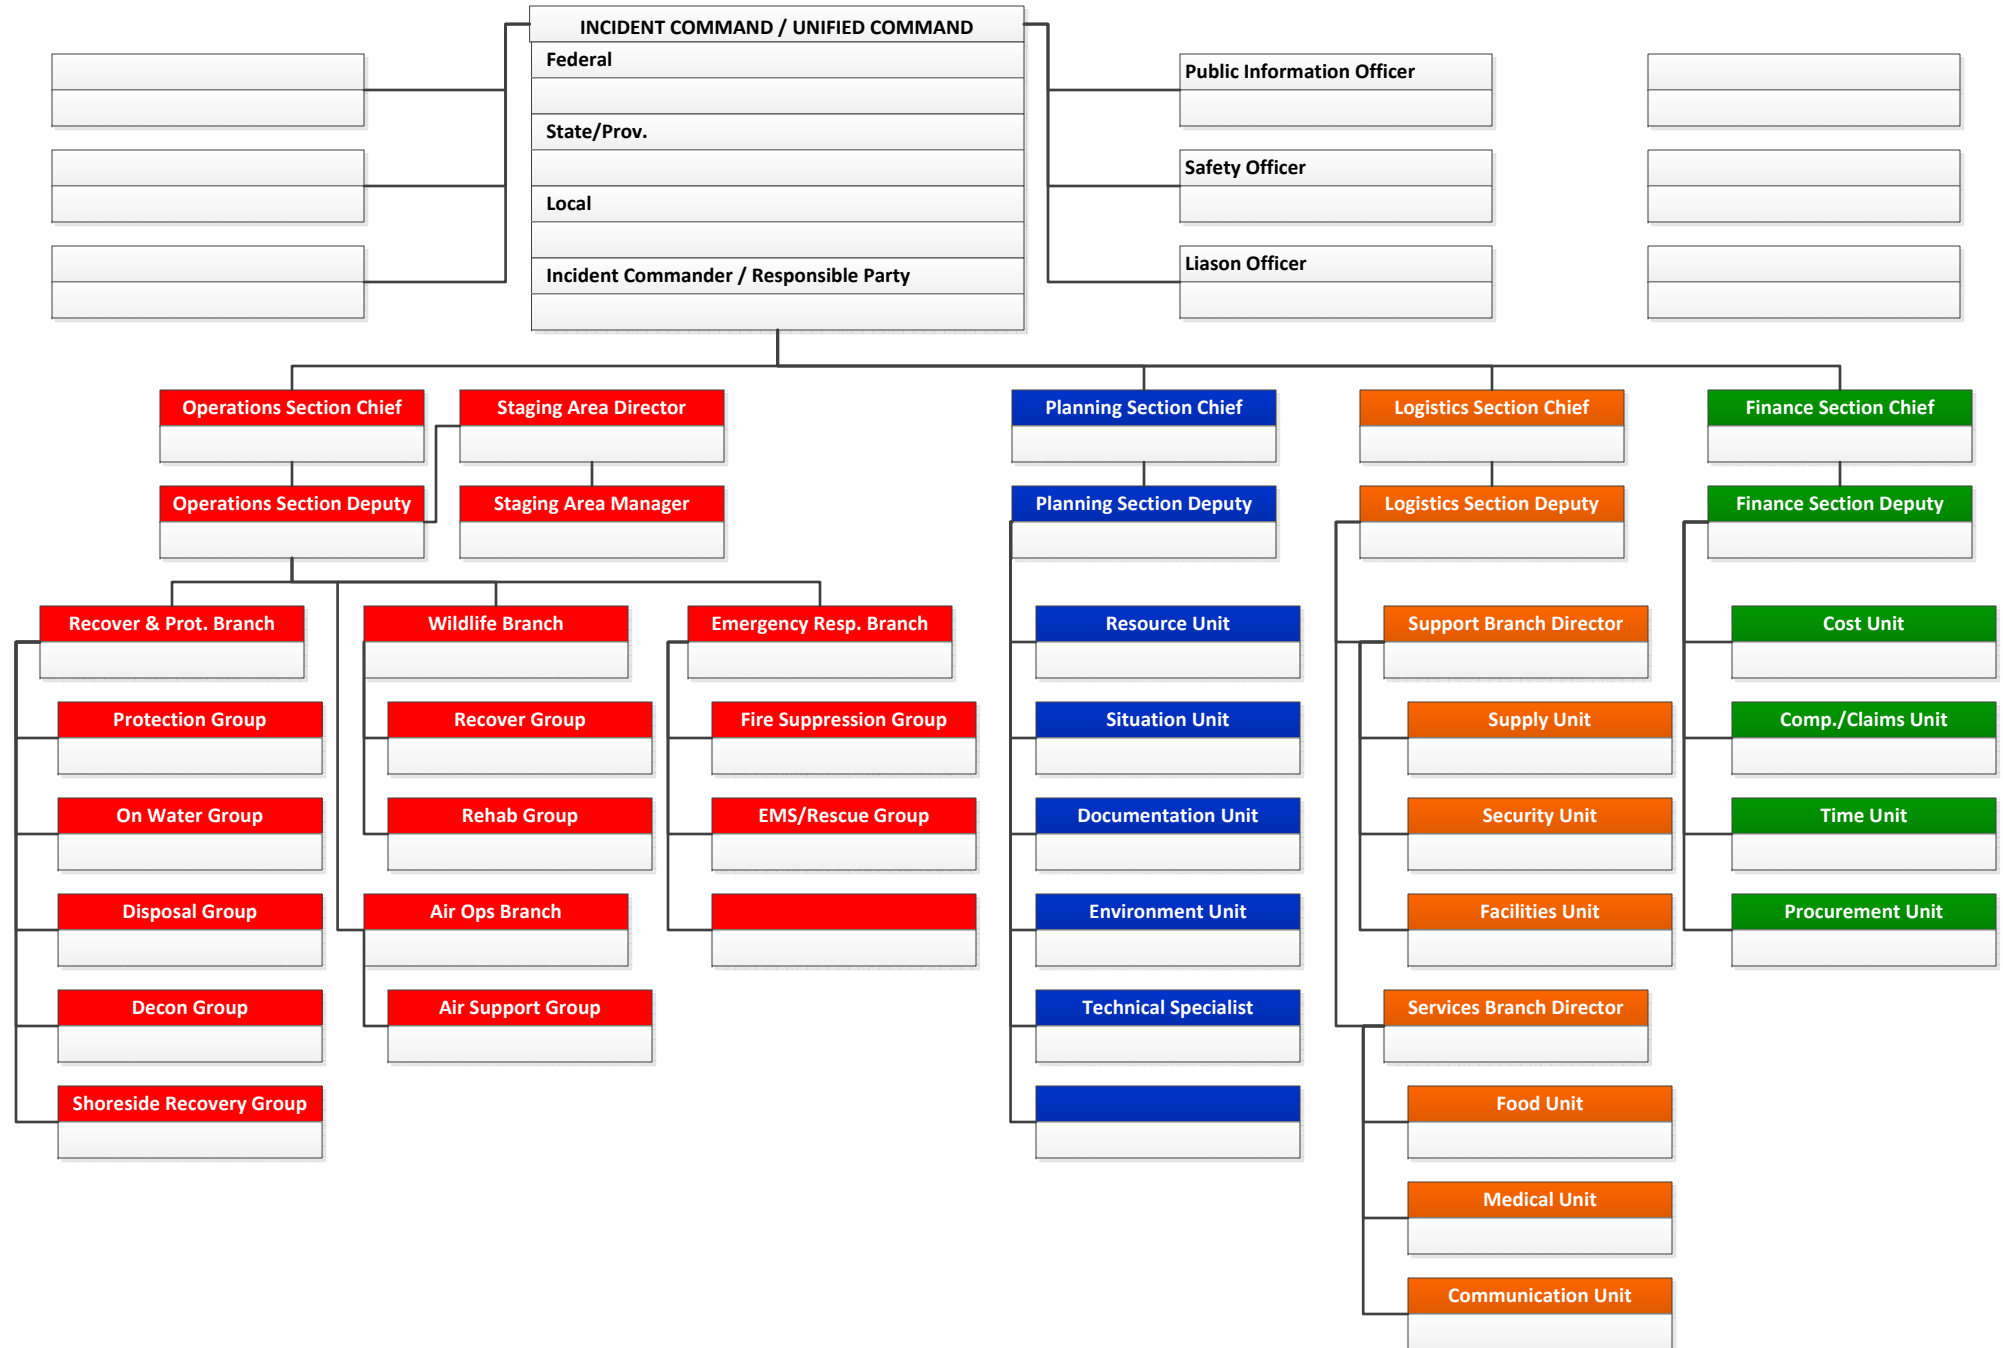 INCIDENT COMMAND / UNIFIED COMMAND
Federal
State/Prov.
Local
Incident Commander / Responsible Party
Public Information Officer
Safety Officer
Liason Officer
Operations Section Chief
Staging Area Director
Planning Section Chief
Logistics Section Chief
Finance Section Chief
Operations Section Deputy
Staging Area Manager
Planning Section Deputy
Logistics Section Deputy
Finance Section Deputy
Recover & Prot. Branch
Wildlife Branch
Emergency Resp. Branch
Resource Unit
Support Branch Director
Cost Unit
Protection Group
Recover Group
Fire Suppression Group
Situation Unit
Supply Unit
Comp./Claims Unit
On Water Group
Rehab Group
EMS/Rescue Group
Documentation Unit
Security Unit
Time Unit
Disposal Group
Air Ops Branch
Environment Unit
Facilities Unit
Procurement Unit
Decon Group
Air Support Group
Technical Specialist
Services Branch Director
Shoreside Recovery Group
Food Unit
Medical Unit
Communication Unit